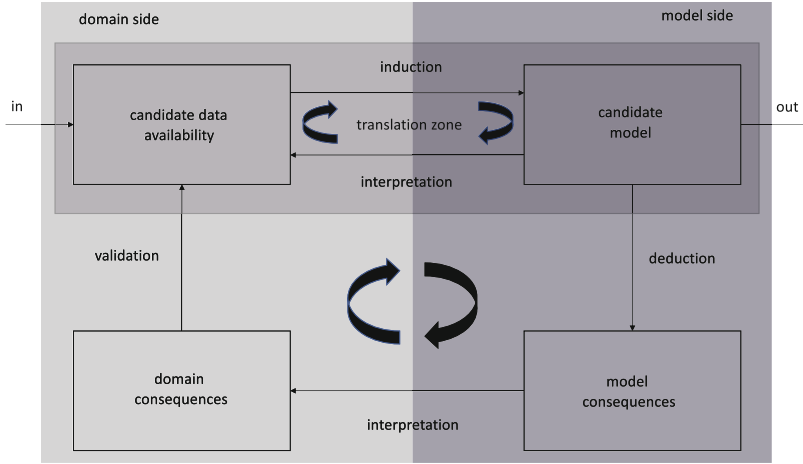 domain side
model side
induction
in
candidate data
availability
translation zone
candidate
model
out
interpretation
validation
deduction
domain
consequences
model
consequences
interpretation